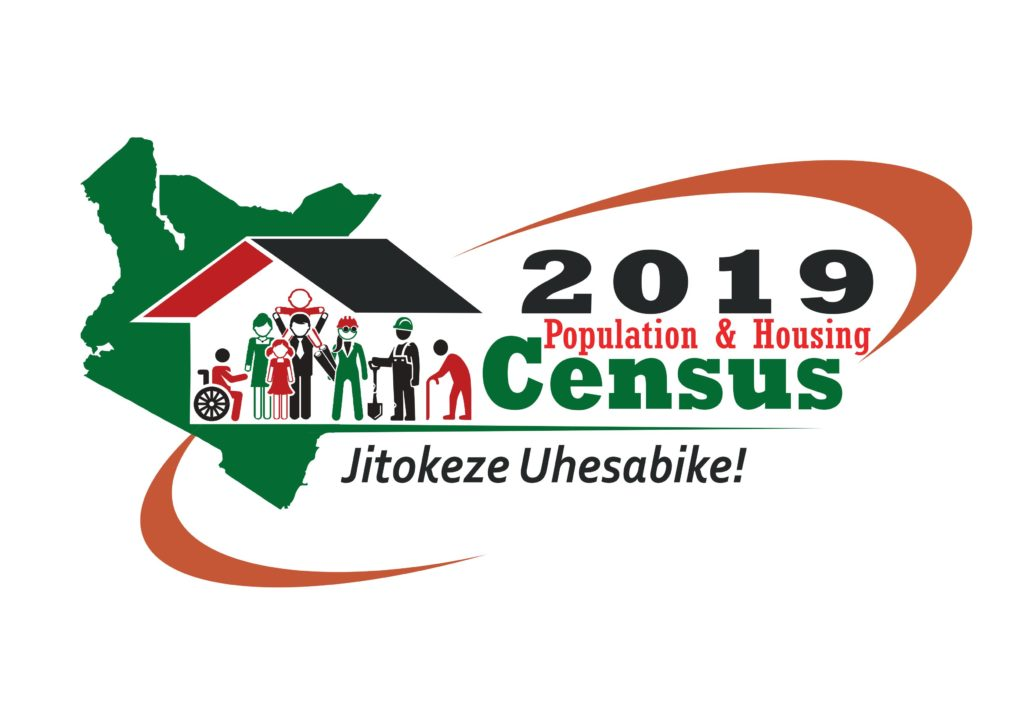 2019
Population & Housing
Census
Jitokeze Uhesabike!